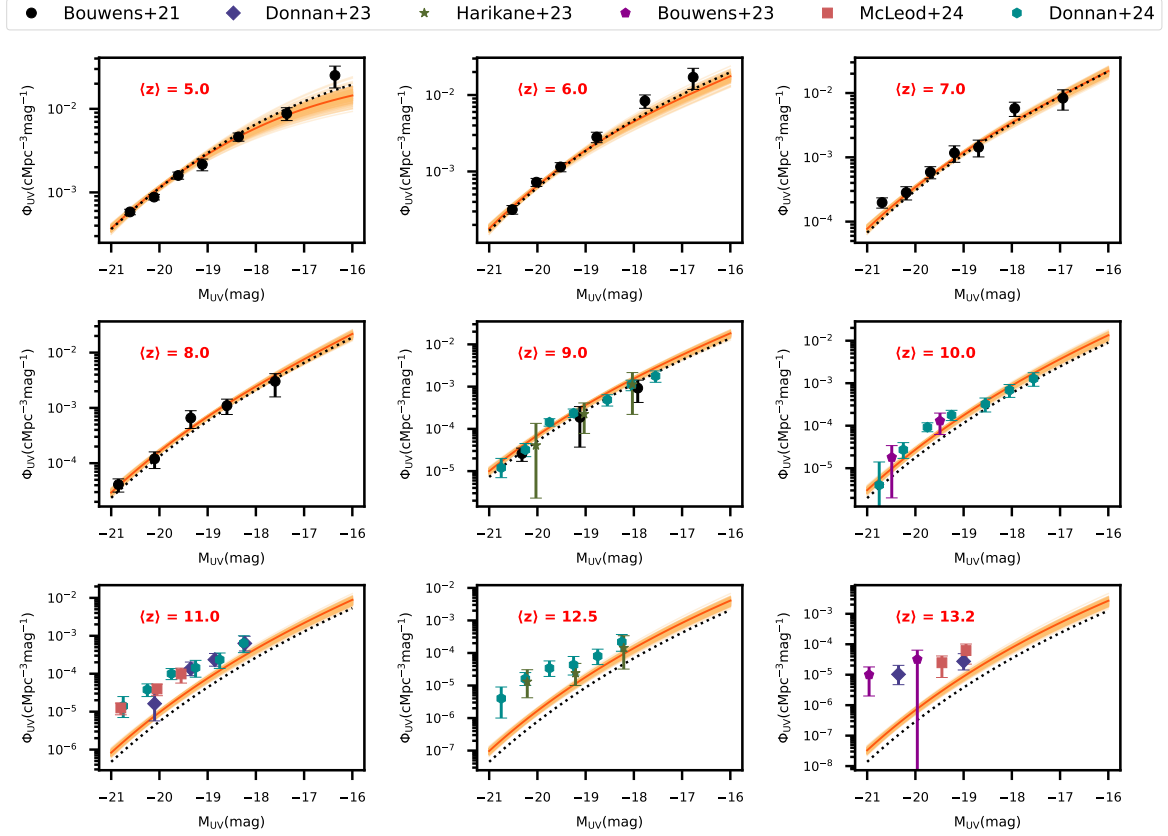 Bouwens+21 Donnan+23 Harikane+23 Bouwens+23 McLeod+24 Donnan+24
⟨z⟩ = 5.0
10⁻²
10⁻³
Φ_UV(cMpc⁻³mag⁻¹)
−21 −20 −19 −18 −17 −16
M_UV(mag)
⟨z⟩ = 6.0
10⁻²
10⁻³
Φ_UV(cMpc⁻³mag⁻¹)
−21 −20 −19 −18 −17 −16
M_UV(mag)
⟨z⟩ = 7.0
10⁻²
10⁻³
10⁻⁴
Φ_UV(cMpc⁻³mag⁻¹)
−21 −20 −19 −18 −17 −16
M_UV(mag)
⟨z⟩ = 8.0
10⁻²
10⁻³
10⁻⁴
Φ_UV(cMpc⁻³mag⁻¹)
−21 −20 −19 −18 −17 −16
M_UV(mag)
⟨z⟩ = 9.0
10⁻²
10⁻³
10⁻⁴
10⁻⁵
Φ_UV(cMpc⁻³mag⁻¹)
−21 −20 −19 −18 −17 −16
M_UV(mag)
⟨z⟩ = 10.0
10⁻²
10⁻³
10⁻⁴
10⁻⁵
Φ_UV(cMpc⁻³mag⁻¹)
−21 −20 −19 −18 −17 −16
M_UV(mag)
⟨z⟩ = 11.0
10⁻²
10⁻³
10⁻⁴
10⁻⁵
10⁻⁶
Φ_UV(cMpc⁻³mag⁻¹)
−21 −20 −19 −18 −17 −16
M_UV(mag)
⟨z⟩ = 12.5
10⁻²
10⁻³
10⁻⁴
10⁻⁵
10⁻⁶
10⁻⁷
Φ_UV(cMpc⁻³mag⁻¹)
−21 −20 −19 −18 −17 −16
M_UV(mag)
⟨z⟩ = 13.2
10⁻³
10⁻⁴
10⁻⁵
10⁻⁶
10⁻⁷
10⁻⁸
Φ_UV(cMpc⁻³mag⁻¹)
−21 −20 −19 −18 −17 −16
M_UV(mag)